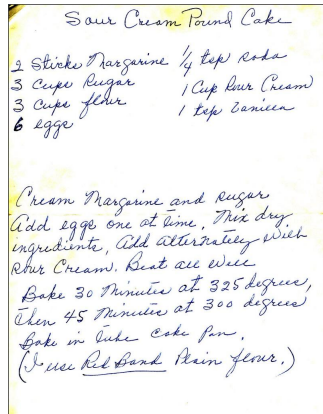 Sour Cream Pound Cake
2 Sticks Margarine 1/4 tsp soda
3 Cups Sugar 1 Cup Sour Cream
3 Cups flour 1 tsp Vanilla
6 eggs
Cream Margarine and sugar
Add eggs one at time, Mix dry
ingredients, Add Alternately with
Sour Cream. Beat all well
Bake 30 Minutes at 325 degrees,
then 45 Minutes at 300 degrees
Bake in tube cake pan.
(I use Red Band Plain flour.)